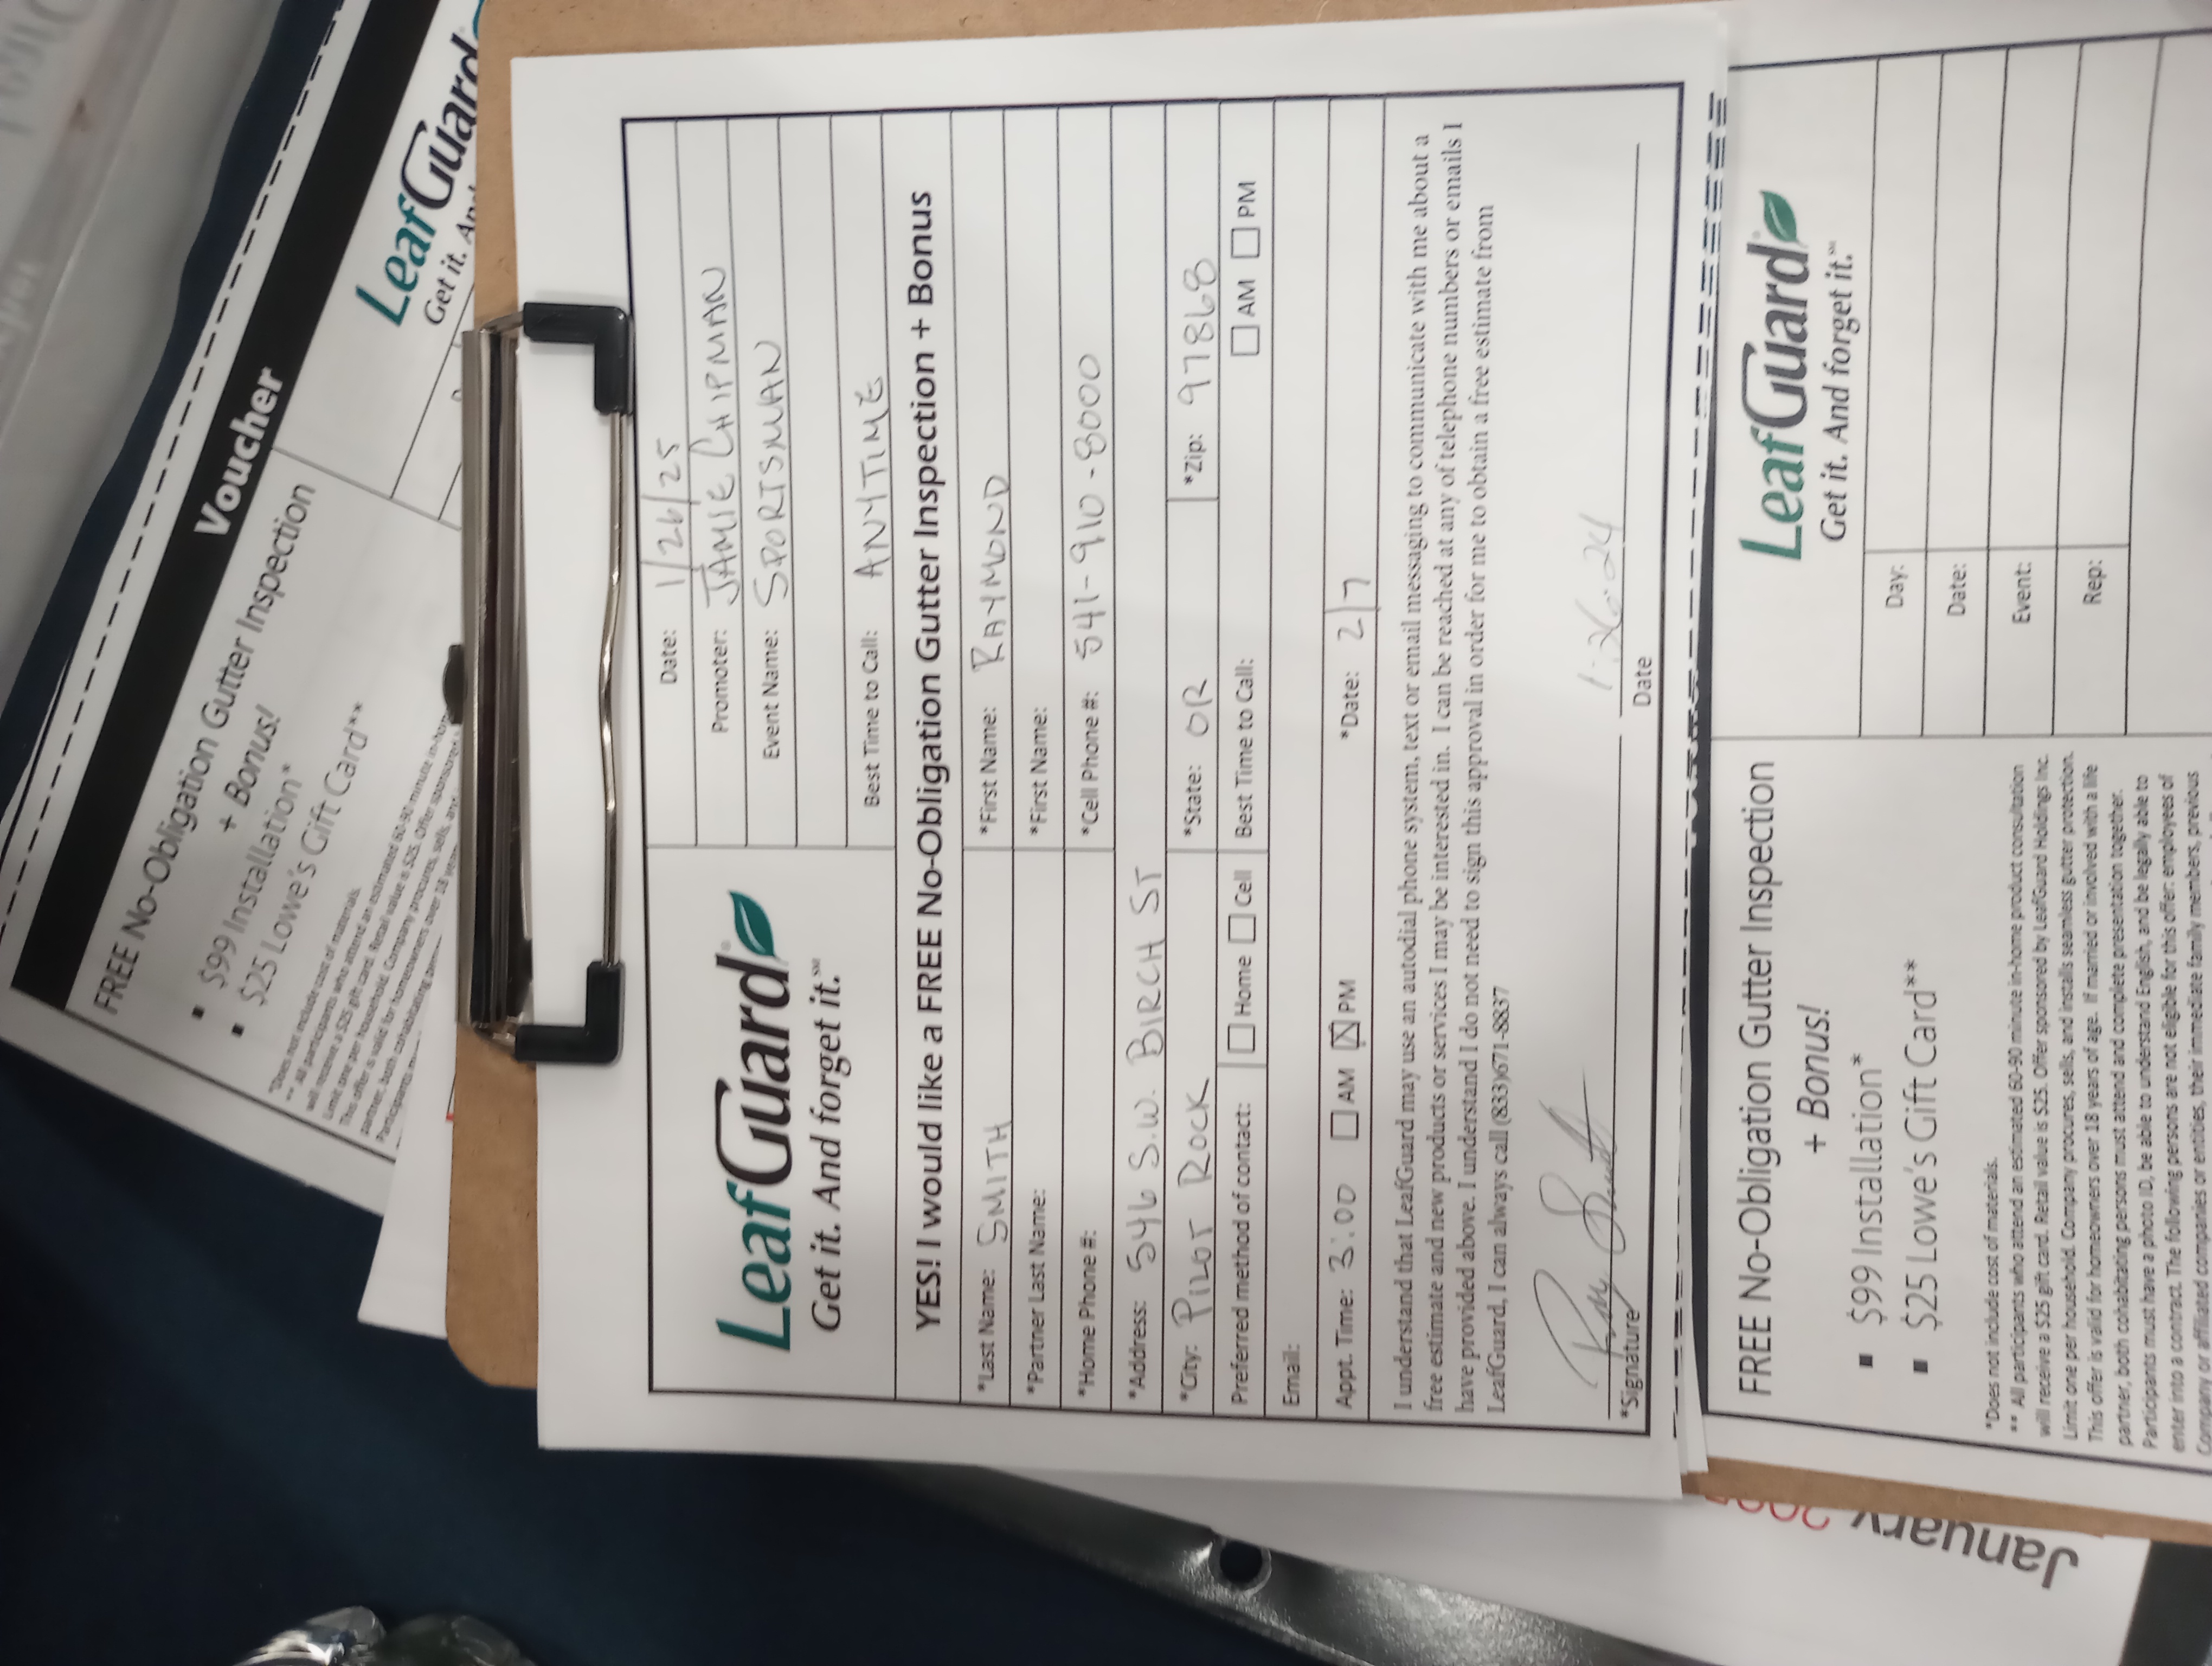 Voucher
FREE No-Obligation Gutter Inspection
+ Bonus!
▪ $99 Installation*
▪ $25 Lowe's Gift Card**
*Does not include cost of materials.
** All participants who attend an estimated 60-90 minute in-hom
will receive a $25 gift card. Retail value is $25. Offer sponsored
Limit one per household. Company procures, sells, and
This offer is valid for homeowners over 18 years
partner, both cohabitating
Participants
LeafGuard
Get it. And
Date: 1/26/25
Promoter: JAMIE CHIPMAN
Event Name: SPORTSMAN
LeafGuard
Get it. And forget it.℠
Best Time to Call: ANYTIME
YES! I would like a FREE No-Obligation Gutter Inspection + Bonus
*Last Name: SMITH *First Name: RAYMOND
*Partner Last Name: *First Name:
*Home Phone #: *Cell Phone #: 541-910-8000
*Address: 546 S.W. BIRCH ST
*City: PILOT ROCK *State: OR *Zip: 97868
Preferred method of contact: ☐ Home ☐ Cell Best Time to Call: ☐ AM ☐ PM
Email:
Appt. Time: 3:00 ☐ AM ☒ PM *Date: 2/7
I understand that LeafGuard may use an autodial phone system, text or email messaging to communicate with me about a
free estimate and new products or services I may be interested in. I can be reached at any of telephone numbers or emails I
have provided above. I understand I do not need to sign this approval in order for me to obtain a free estimate from
LeafGuard, I can always call (833)671-8837
Ray Smith 1-26-24
*Signature Date
FREE No-Obligation Gutter Inspection
+ Bonus!
▪ $99 Installation*
▪ $25 Lowe's Gift Card**
*Does not include cost of materials.
** All participants who attend an estimated 60-90 minute in-home product consultation
will receive a $25 gift card. Retail value is $25. Offer sponsored by LeafGuard Holdings Inc.
Limit one per household. Company procures, sells, and installs seamless gutter protection.
This offer is valid for homeowners over 18 years of age. If married or involved with a life
partner, both cohabitating persons must attend and complete presentation together.
Participants must have a photo ID, be able to understand English, and be legally able to
enter into a contract. The following persons are not eligible for this offer: employees of
Company or affiliated companies or entities, their immediate family members, previous
LeafGuard
Get it. And forget it.℠
Day:
Date:
Event:
Rep:
January